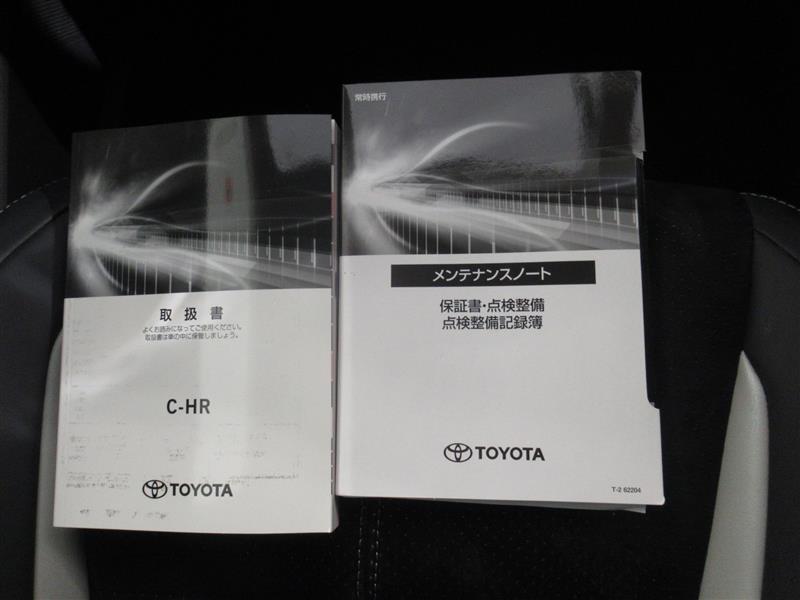 取扱書
よくお読みになってご使用ください。
取扱書は車の中に保管しましょう。
C-HR
TOYOTA
常時携行
メンテナンスノート
保証書・点検整備
点検整備記録簿
TOYOTA
T-2 62204